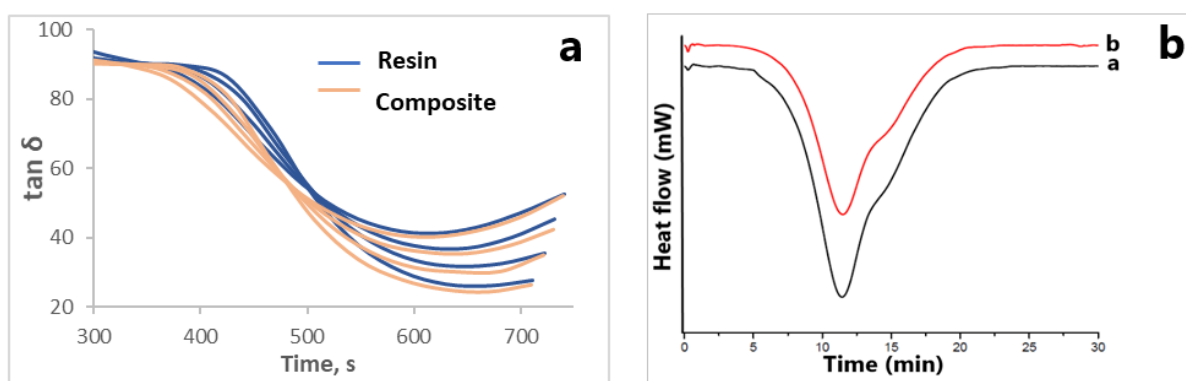 a
100
80
60
40
20
tan δ
Resin
Composite
300
400
500
600
700
Time, s
b
b
a
Heat flow (mW)
0
5
10
15
20
25
30
Time (min)